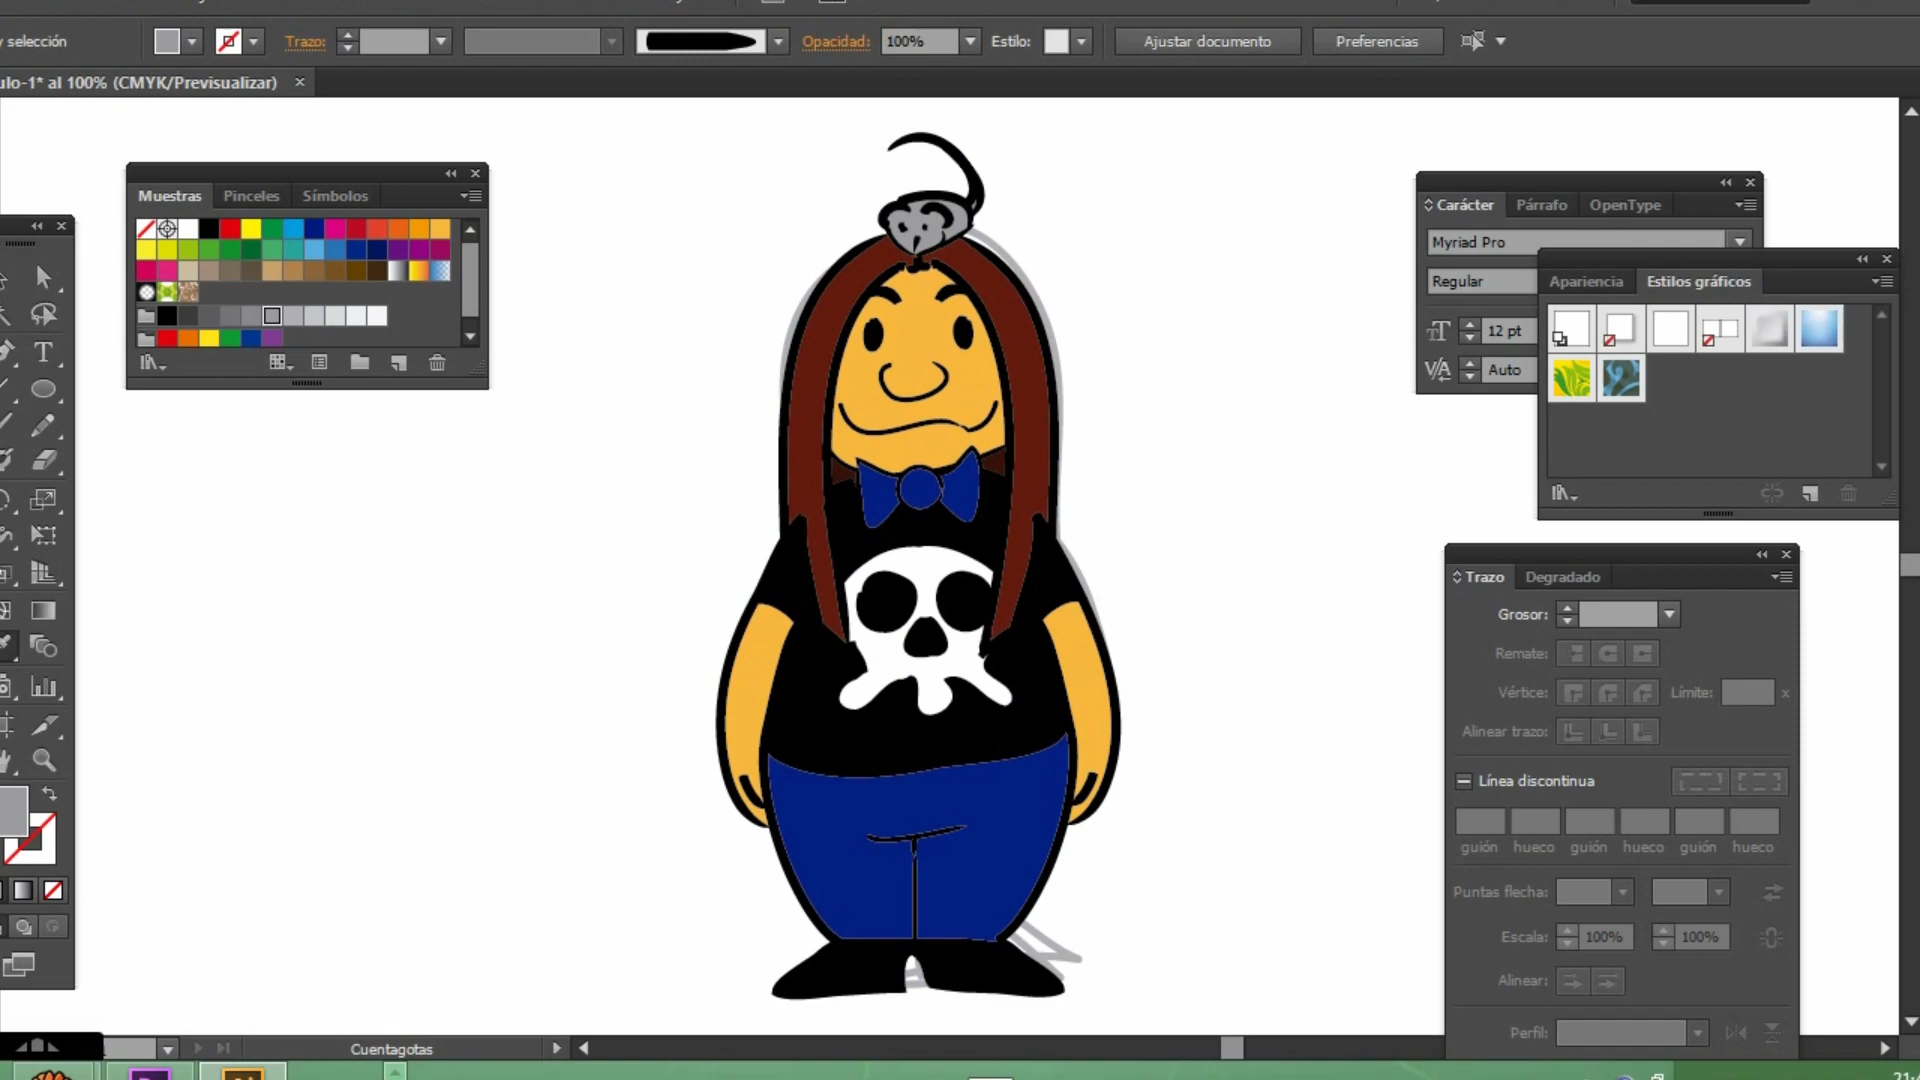 y selección
Trazo:
Opacidad:
100%
Estilo:
Ajustar documento
Preferencias
ulo-1* al 100% (CMYK/Previsualizar)
Muestras
Pinceles
Símbolos
Carácter
Párrafo
OpenType
Myriad Pro
Regular
12 pt
Auto
Apariencia
Estilos gráficos
Trazo
Degradado
Grosor:
Remate:
Vértice:
Límite:
x
Alinear trazo:
Línea discontinua
guión
hueco
guión
hueco
guión
hueco
Puntas flecha:
Escala:
100%
100%
Alinear:
Perfil:
Cuentagotas